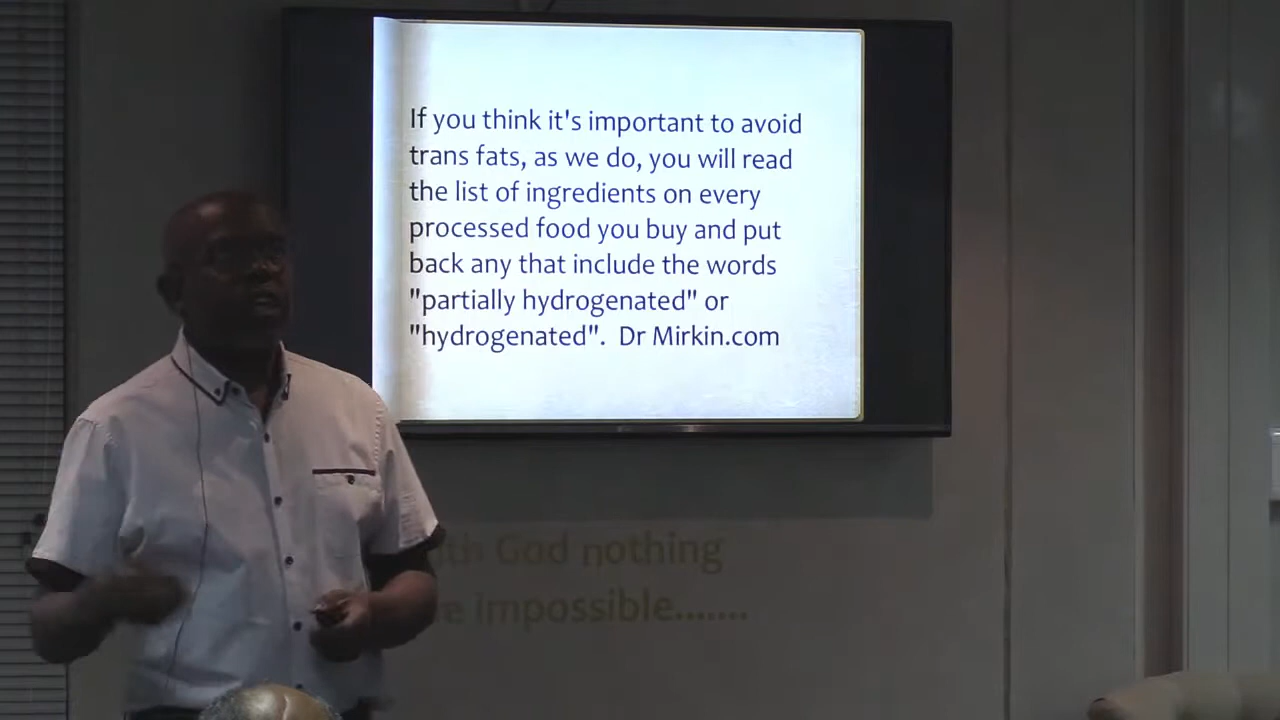 If you think it's important to avoid
trans fats, as we do, you will read
the list of ingredients on every
processed food you buy and put
back any that include the words
"partially hydrogenated" or
"hydrogenated".  Dr Mirkin.com
God nothing
impossible.......